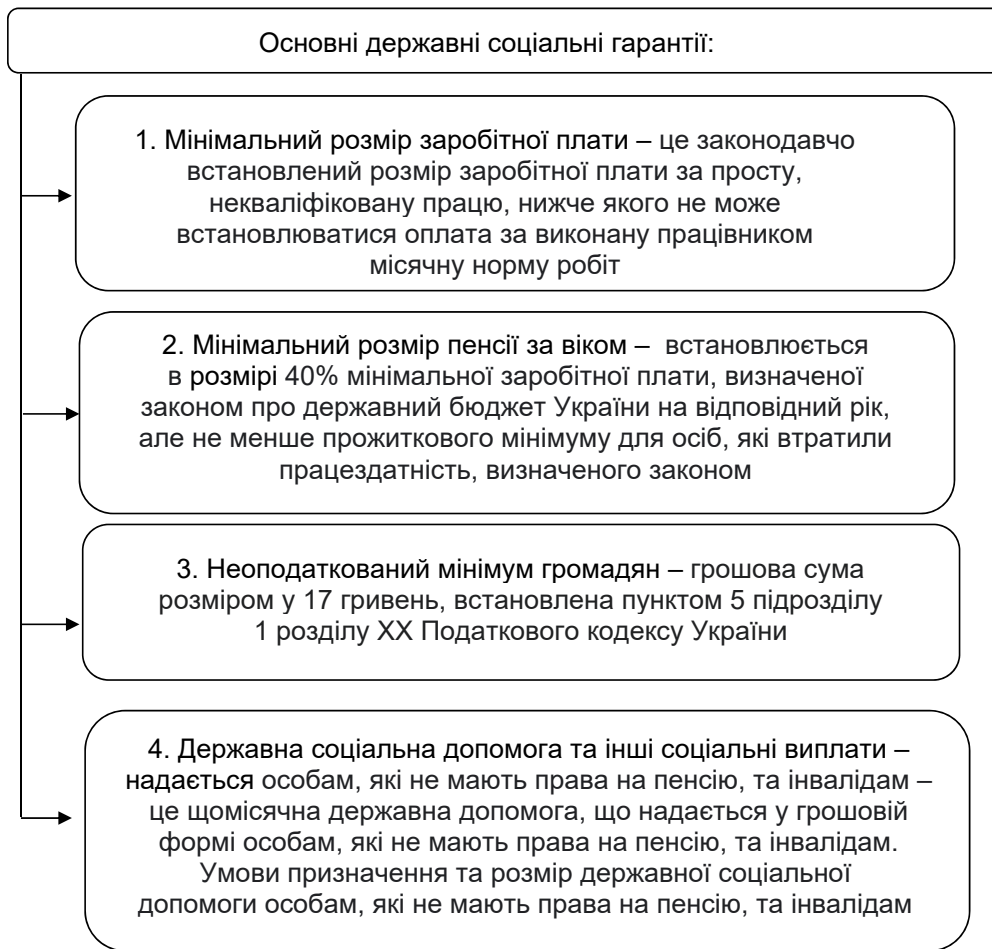 Основні державні соціальні гарантії:
1. Мінімальний розмір заробітної плати – це законодавчо
встановлений розмір заробітної плати за просту,
некваліфіковану працю, нижче якого не може
встановлюватися оплата за виконану працівником
місячну норму робіт
2. Мінімальний розмір пенсії за віком – встановлюється
в розмірі 40% мінімальної заробітної плати, визначеної
законом про державний бюджет України на відповідний рік,
але не менше прожиткового мінімуму для осіб, які втратили
працездатність, визначеного законом
3. Неоподаткований мінімум громадян – грошова сума
розміром у 17 гривень, встановлена пунктом 5 підрозділу
1 розділу XX Податкового кодексу України
4. Державна соціальна допомога та інші соціальні виплати –
надається особам, які не мають права на пенсію, та інвалідам –
це щомісячна державна допомога, що надається у грошовій
формі особам, які не мають права на пенсію, та інвалідам.
Умови призначення та розмір державної соціальної
допомоги особам, які не мають права на пенсію, та інвалідам